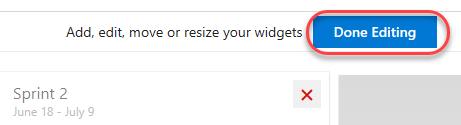 Add, edit, move or resize your widgets Done Editing
Sprint 2
June 18 - July 9